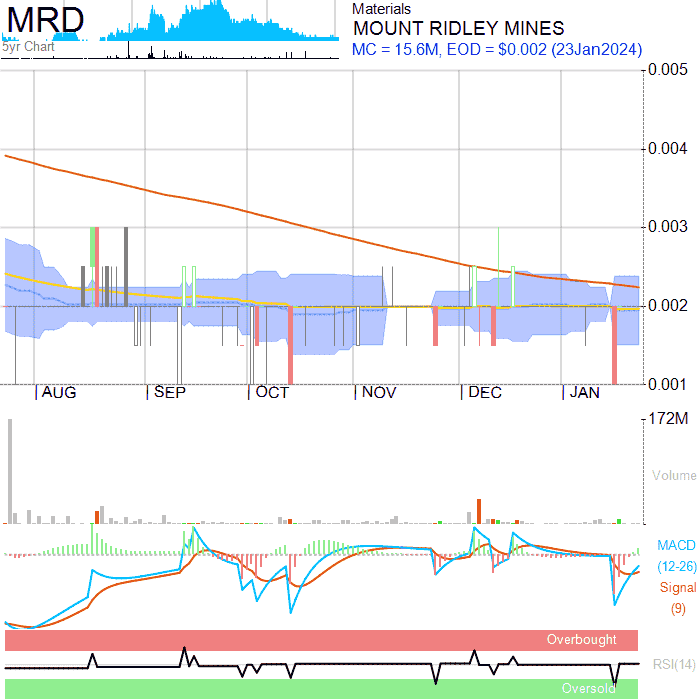 MRD
5yr Chart
Materials
MOUNT RIDLEY MINES
MC = 15.6M, EOD = $0.002 (23Jan2024)
0.005
0.004
0.003
0.002
0.001
AUG SEP OCT NOV DEC JAN
172M
Volume
MACD
(12-26)
Signal
(9)
Overbought
RSI(14)
Oversold